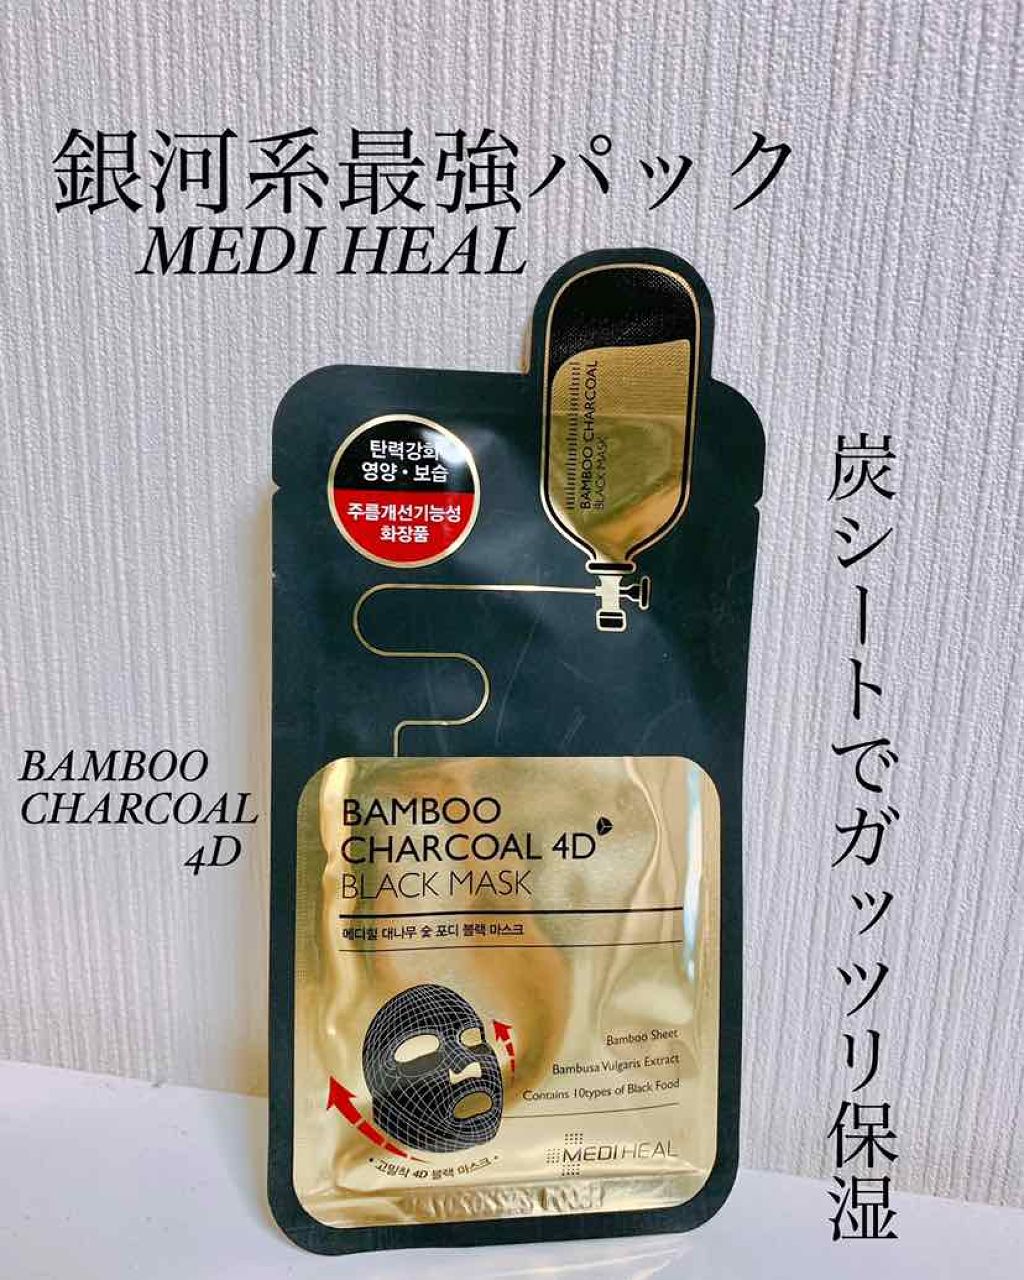 銀河系最強パック
MEDI HEAL
BAMBOO CHARCOAL
BLACK MASK
탄력강화
영양・보습
주름개선기능성
화장품
炭シートでガッツリ保湿
BAMBOO
CHARCOAL
4D
BAMBOO
CHARCOAL 4D
BLACK MASK
메디힐 대나무 숯 포디 블랙 마스크
Bamboo Sheet
Bambusa Vulgaris Extract
Contains 10types of Black Food
MEDIHEAL
• 고밀착 4D 블랙 마스크 •